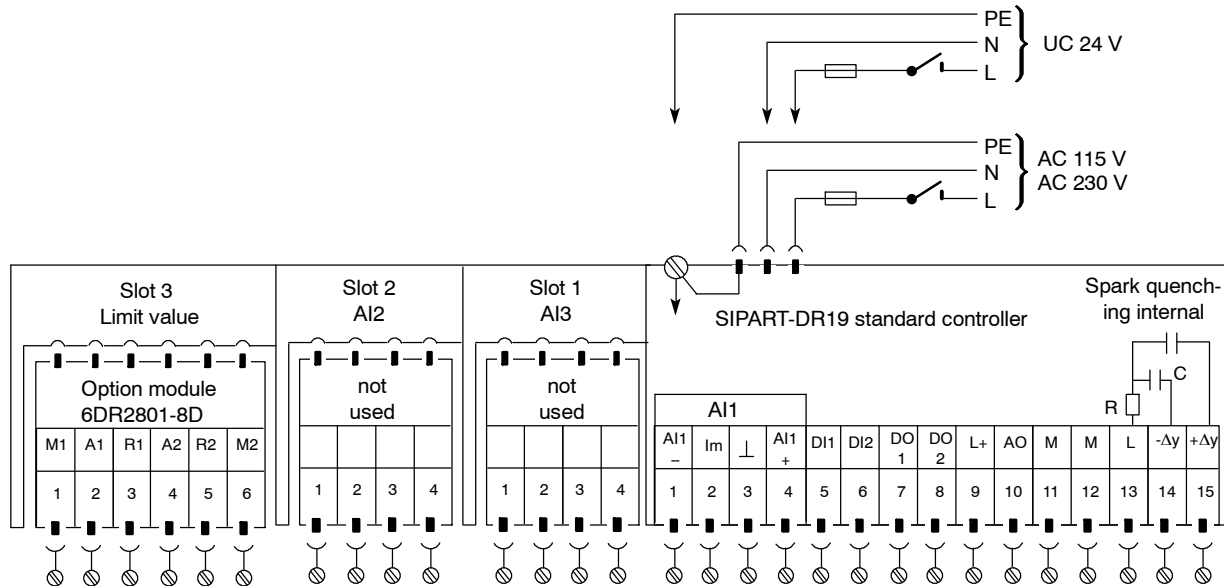 PE
N
L
UC 24 V
PE
N
L
AC 115 V
AC 230 V
Slot 3
Limit value
Slot 2
AI2
Slot 1
AI3
SIPART-DR19 standard controller
Spark quench-
ing internal
Option module
6DR2801-8D
not
used
not
used
AI1
R
C
M1 A1 R1 A2 R2 M2
1 2 3 4 5 6
1 2 3 4
1 2 3 4
AI1 – Im ⊥ AI1 + DI1 DI2 DO 1 DO 2 L+ AO M M L -Δy +Δy
1 2 3 4 5 6 7 8 9 10 11 12 13 14 15